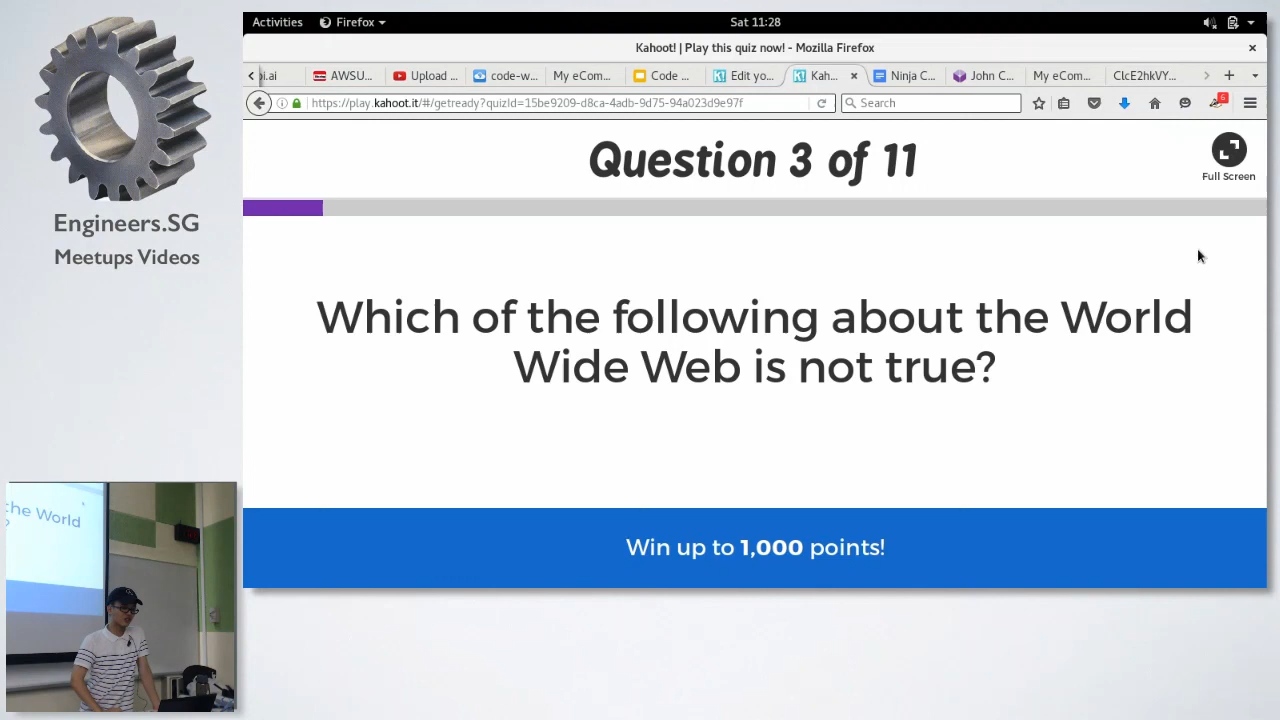 Activities Firefox Sat 11:28
Kahoot! | Play this quiz now! - Mozilla Firefox
ai.ai AWSU... Upload ... code-w... My eCom... Code ... Edit yo... Kah... Ninja C... John C... My eCom... ClcE2hkVY...
https://play.kahoot.it/#/getready?quizId=15be9209-d8ca-4adb-9d75-94a023d9e97f Search 6
Question 3 of 11
Full Screen
Engineers.SG
Meetups Videos
Which of the following about the World
Wide Web is not true?
Win up to 1,000 points!
the World
?